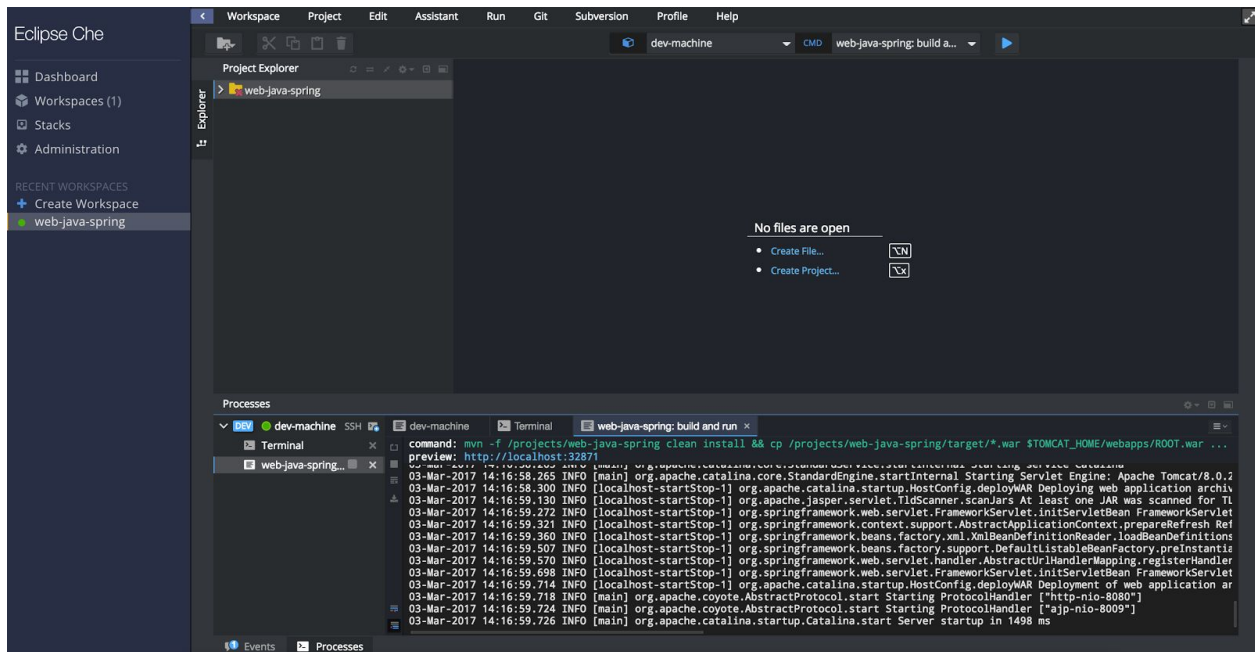 Eclipse Che
Dashboard
Workspaces (1)
Stacks
Administration
RECENT WORKSPACES
+ Create Workspace
web-java-spring
Workspace Project Edit Assistant Run Git Subversion Profile Help
dev-machine CMD web-java-spring: build a...
Explorer
Project Explorer
web-java-spring
No files are open
Create File... ⌥N
Create Project... ⌥x
Processes
DEV dev-machine SSH
Terminal
web-java-spring...
dev-machine Terminal web-java-spring: build and run ×
command: mvn -f /projects/web-java-spring clean install && cp /projects/web-java-spring/target/*.war $TOMCAT_HOME/webapps/ROOT.war ...
preview: http://localhost:32871
03-Mar-2017 14:16:58.265 INFO [main] org.apache.catalina.core.StandardService.startInternal Starting service Catalina
03-Mar-2017 14:16:58.265 INFO [main] org.apache.catalina.core.StandardEngine.startInternal Starting Servlet Engine: Apache Tomcat/8.0.2
03-Mar-2017 14:16:58.300 INFO [localhost-startStop-1] org.apache.catalina.startup.HostConfig.deployWAR Deploying web application archiv
03-Mar-2017 14:16:59.130 INFO [localhost-startStop-1] org.apache.jasper.servlet.TldScanner.scanJars At least one JAR was scanned for TL
03-Mar-2017 14:16:59.272 INFO [localhost-startStop-1] org.springframework.web.servlet.FrameworkServlet.initServletBean FrameworkServlet
03-Mar-2017 14:16:59.321 INFO [localhost-startStop-1] org.springframework.context.support.AbstractApplicationContext.prepareRefresh Ref
03-Mar-2017 14:16:59.360 INFO [localhost-startStop-1] org.springframework.beans.factory.xml.XmlBeanDefinitionReader.loadBeanDefinitions
03-Mar-2017 14:16:59.507 INFO [localhost-startStop-1] org.springframework.beans.factory.support.DefaultListableBeanFactory.preInstantia
03-Mar-2017 14:16:59.570 INFO [localhost-startStop-1] org.springframework.web.servlet.handler.AbstractUrlHandlerMapping.registerHandler
03-Mar-2017 14:16:59.698 INFO [localhost-startStop-1] org.springframework.web.servlet.FrameworkServlet.initServletBean FrameworkServlet
03-Mar-2017 14:16:59.714 INFO [localhost-startStop-1] org.apache.catalina.startup.HostConfig.deployWAR Deployment of web application ar
03-Mar-2017 14:16:59.718 INFO [main] org.apache.coyote.AbstractProtocol.start Starting ProtocolHandler ["http-nio-8080"]
03-Mar-2017 14:16:59.724 INFO [main] org.apache.coyote.AbstractProtocol.start Starting ProtocolHandler ["ajp-nio-8009"]
03-Mar-2017 14:16:59.726 INFO [main] org.apache.catalina.startup.Catalina.start Server startup in 1498 ms
Events Processes